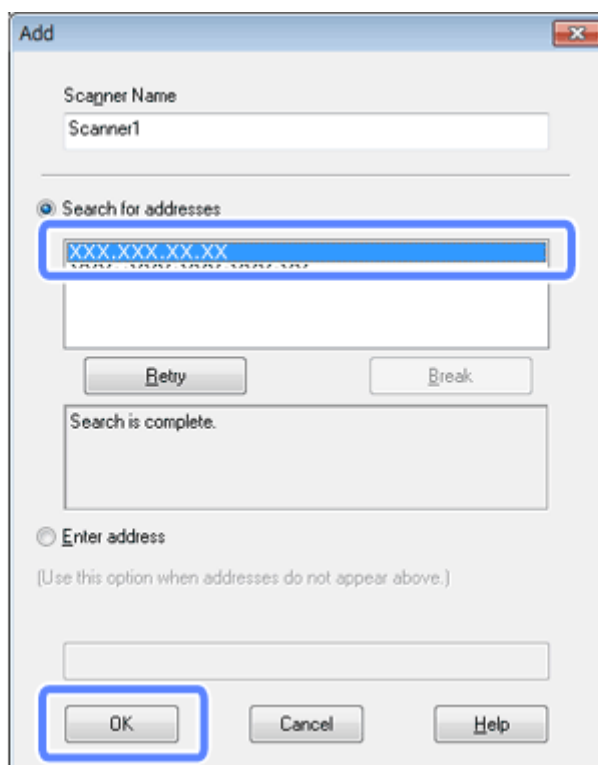 Add
Scanner Name
Scanner1
Search for addresses
XXX.XXX.XX.XX
Retry Break
Search is complete.
Enter address
(Use this option when addresses do not appear above.)
OK Cancel Help